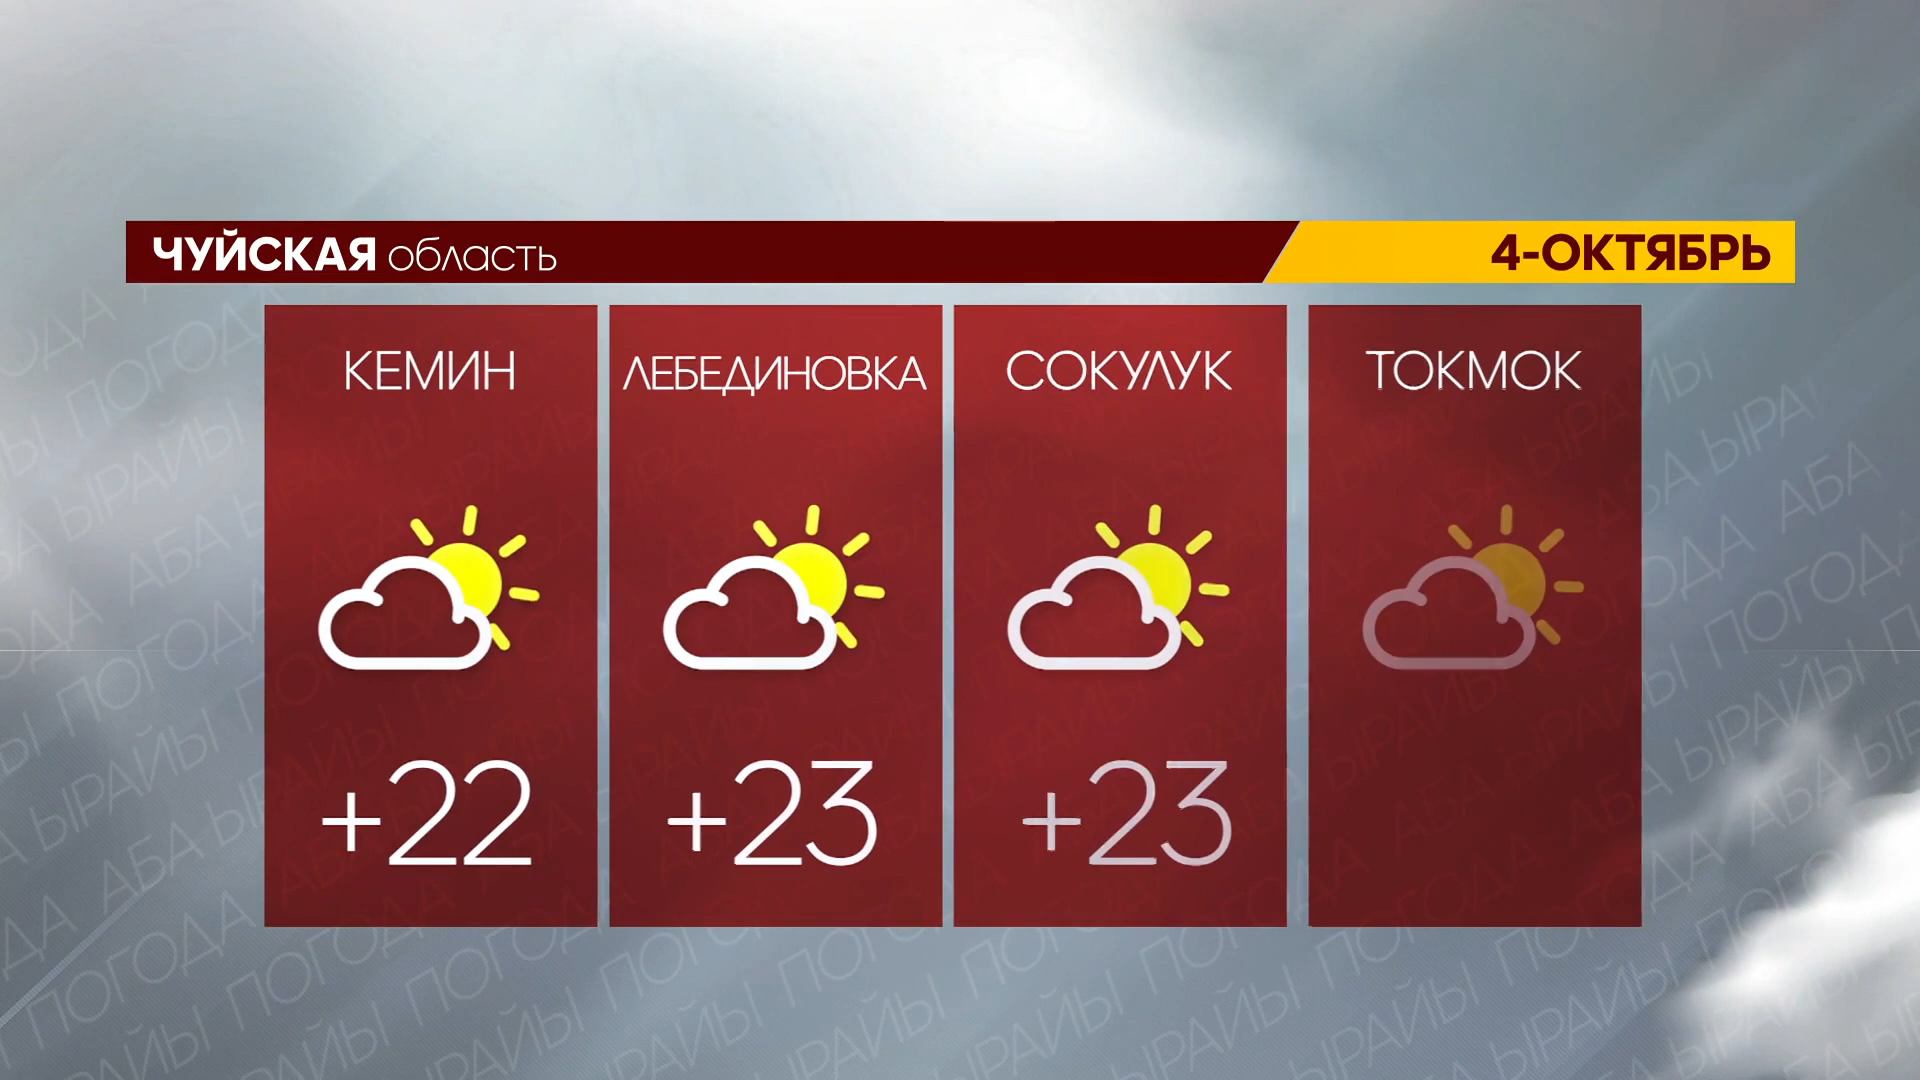 ЧУЙСКАЯ область
4-ОКТЯБРЬ
КЕМИН
ЛЕБЕДИНОВКА
СОКУЛУК
ТОКМОК
+22
+23
+23